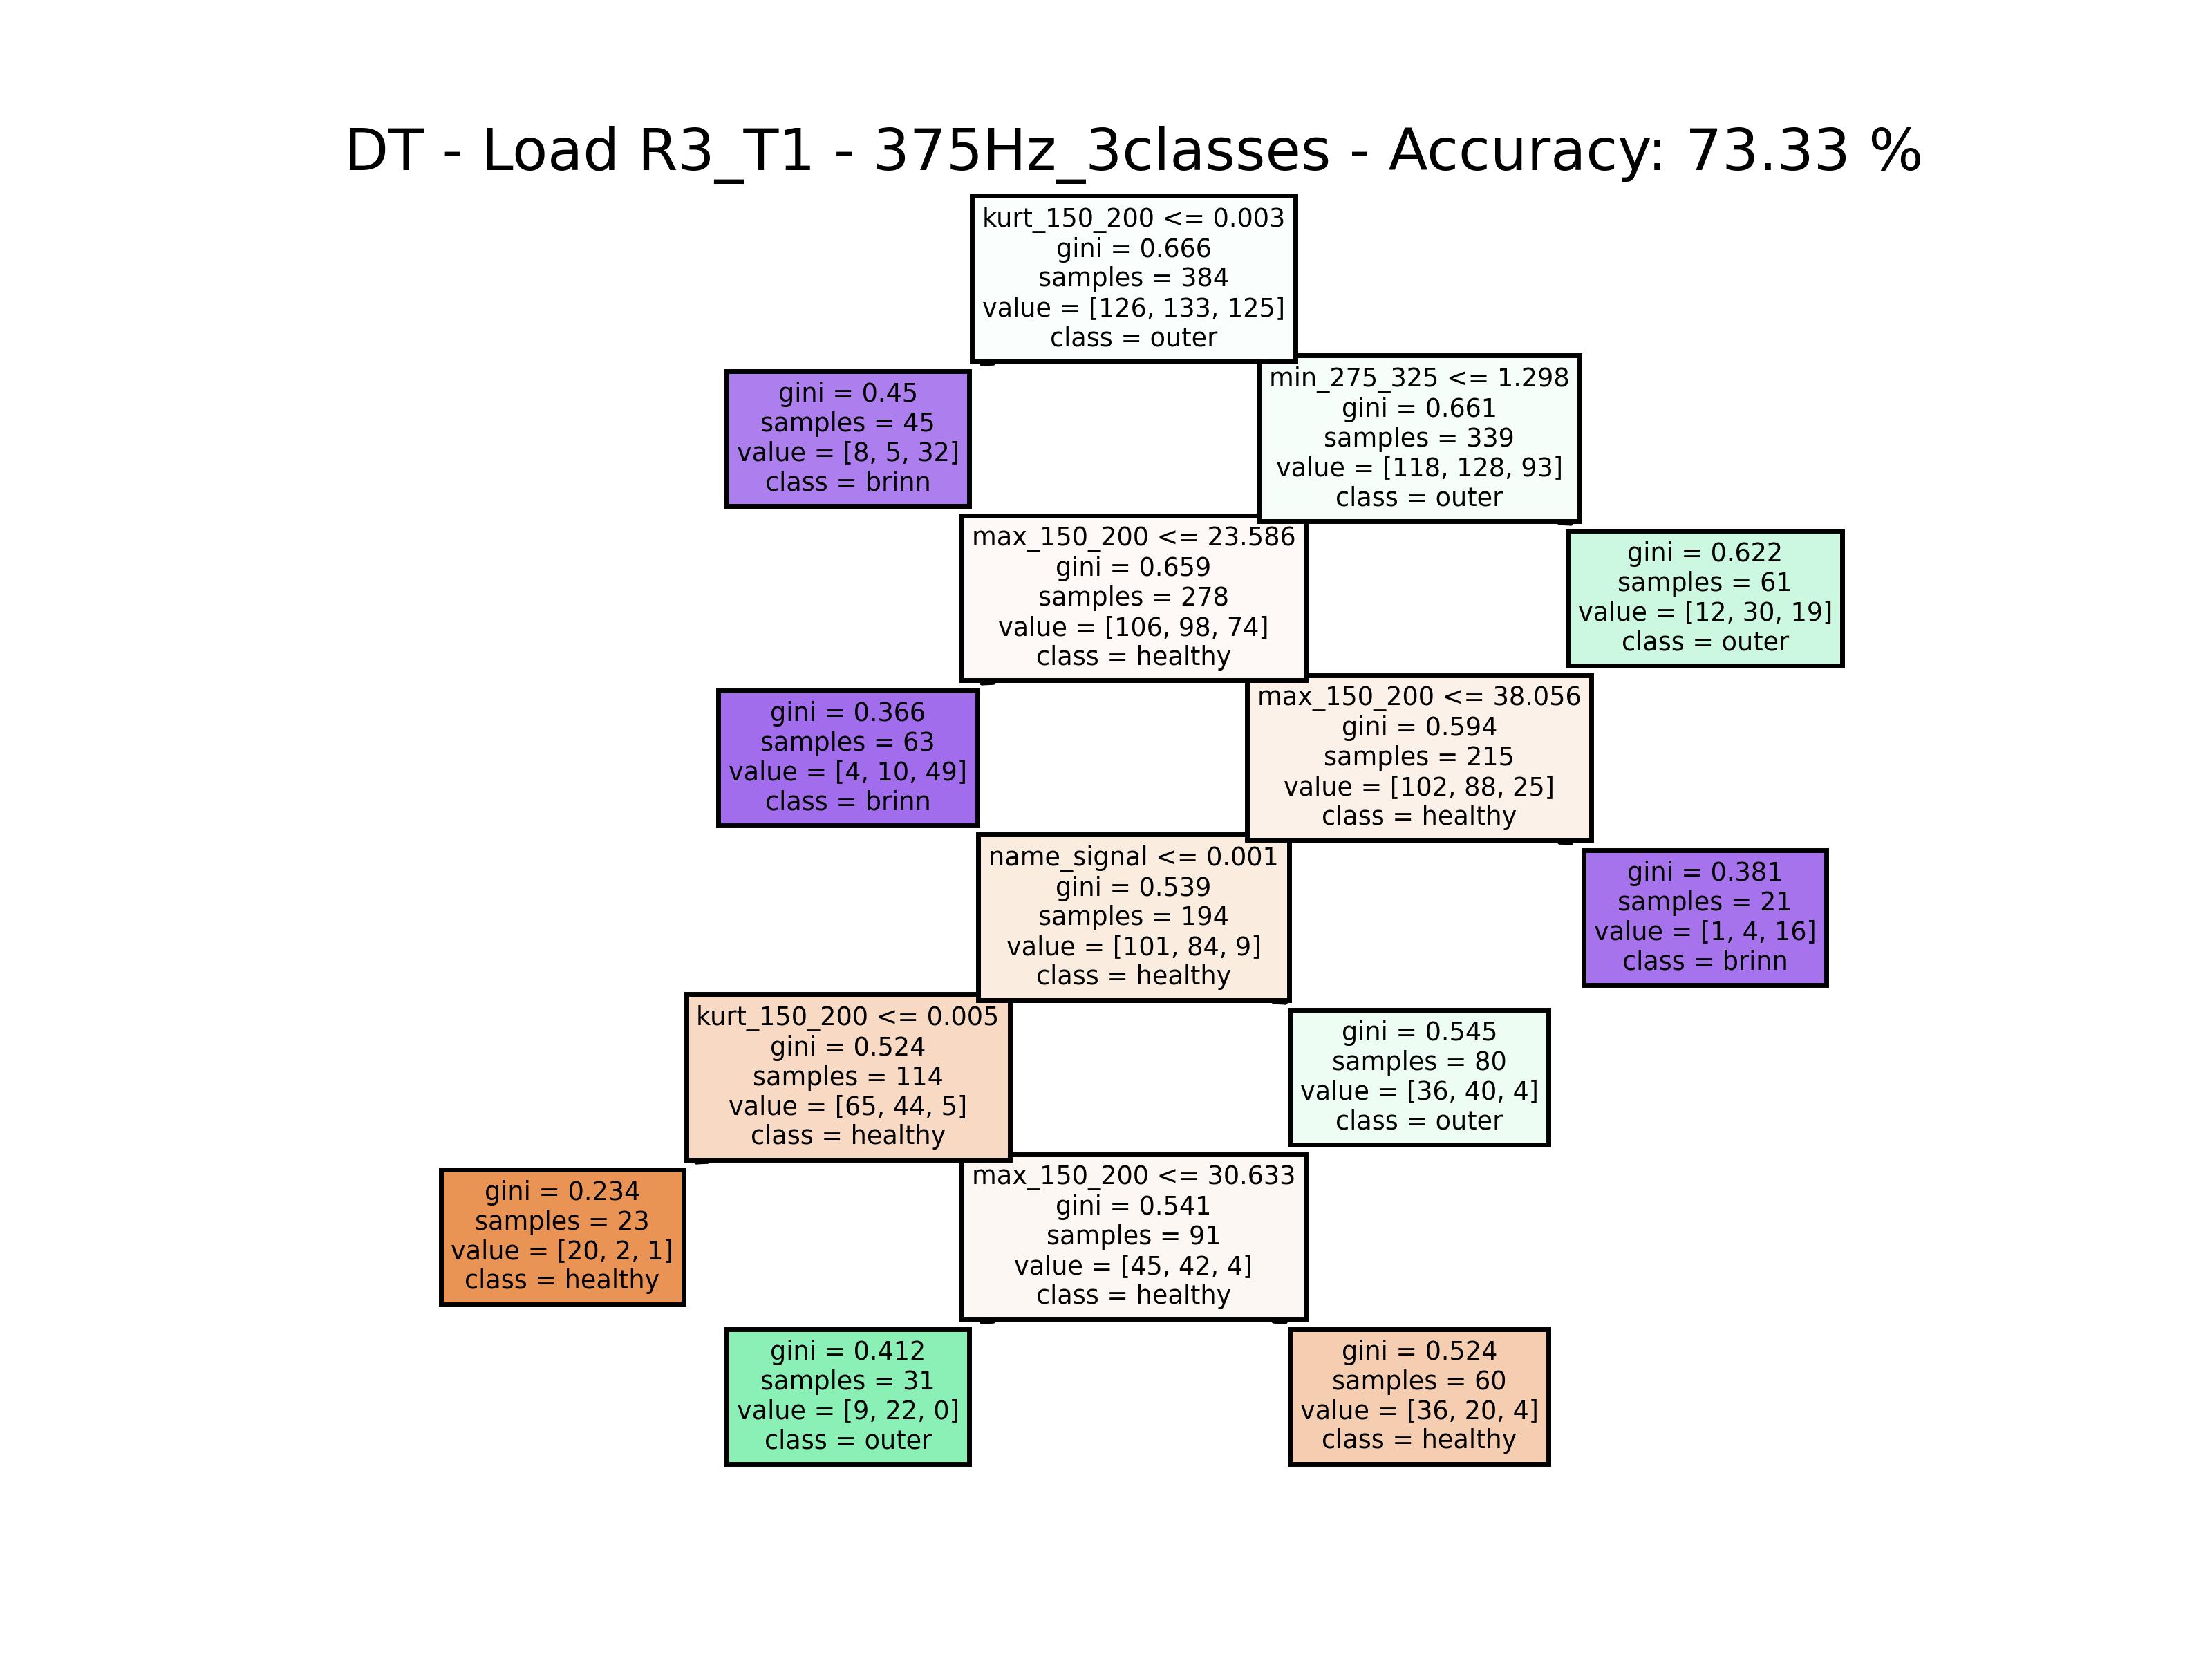 DT - Load R3_T1 - 375Hz_3classes - Accuracy: 73.33 %
kurt_150_200 <= 0.003
gini = 0.666
samples = 384
value = [126, 133, 125]
class = outer
gini = 0.45
samples = 45
value = [8, 5, 32]
class = brinn
min_275_325 <= 1.298
gini = 0.661
samples = 339
value = [118, 128, 93]
class = outer
max_150_200 <= 23.586
gini = 0.659
samples = 278
value = [106, 98, 74]
class = healthy
gini = 0.622
samples = 61
value = [12, 30, 19]
class = outer
gini = 0.366
samples = 63
value = [4, 10, 49]
class = brinn
max_150_200 <= 38.056
gini = 0.594
samples = 215
value = [102, 88, 25]
class = healthy
name_signal <= 0.001
gini = 0.539
samples = 194
value = [101, 84, 9]
class = healthy
gini = 0.381
samples = 21
value = [1, 4, 16]
class = brinn
kurt_150_200 <= 0.005
gini = 0.524
samples = 114
value = [65, 44, 5]
class = healthy
gini = 0.545
samples = 80
value = [36, 40, 4]
class = outer
gini = 0.234
samples = 23
value = [20, 2, 1]
class = healthy
max_150_200 <= 30.633
gini = 0.541
samples = 91
value = [45, 42, 4]
class = healthy
gini = 0.412
samples = 31
value = [9, 22, 0]
class = outer
gini = 0.524
samples = 60
value = [36, 20, 4]
class = healthy